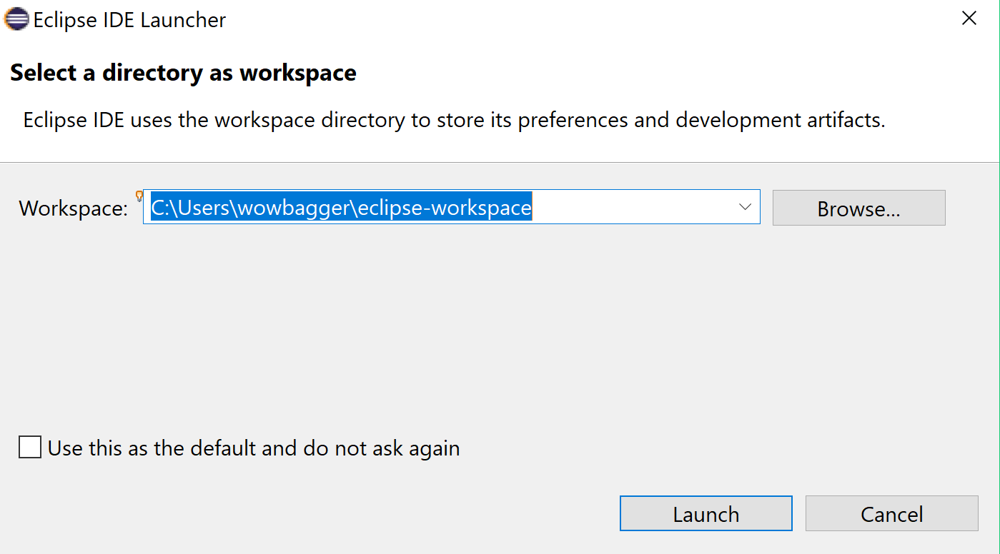 Eclipse IDE Launcher
Select a directory as workspace
Eclipse IDE uses the workspace directory to store its preferences and development artifacts.
Workspace: C:\Users\wowbagger\eclipse-workspace Browse...
Use this as the default and do not ask again
Launch Cancel